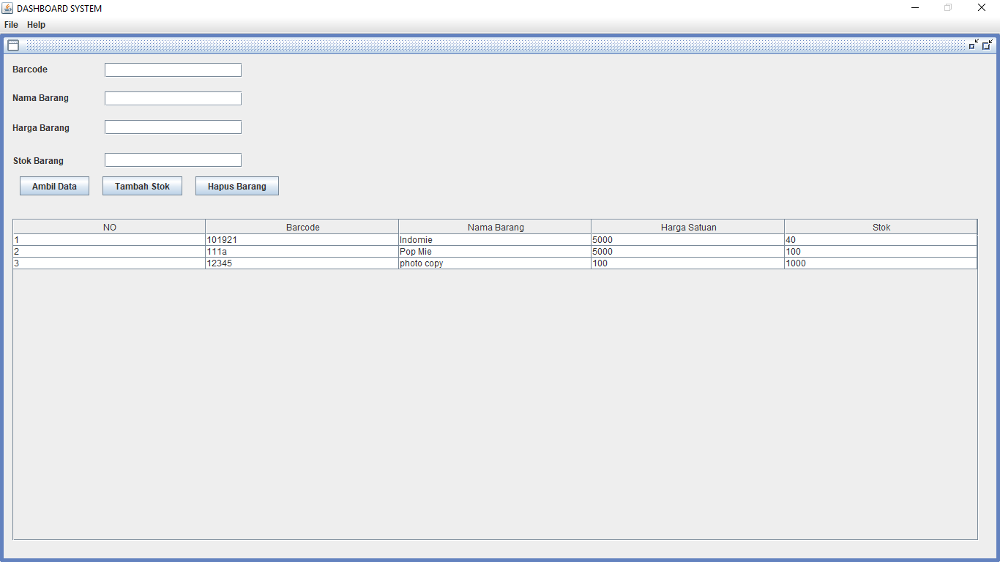 DASHBOARD SYSTEM
File Help
Barcode
Nama Barang
Harga Barang
Stok Barang
Ambil Data Tambah Stok Hapus Barang
NO Barcode Nama Barang Harga Satuan Stok
1 101921 Indomie 5000 40
2 111a Pop Mie 5000 100
3 12345 photo copy 100 1000